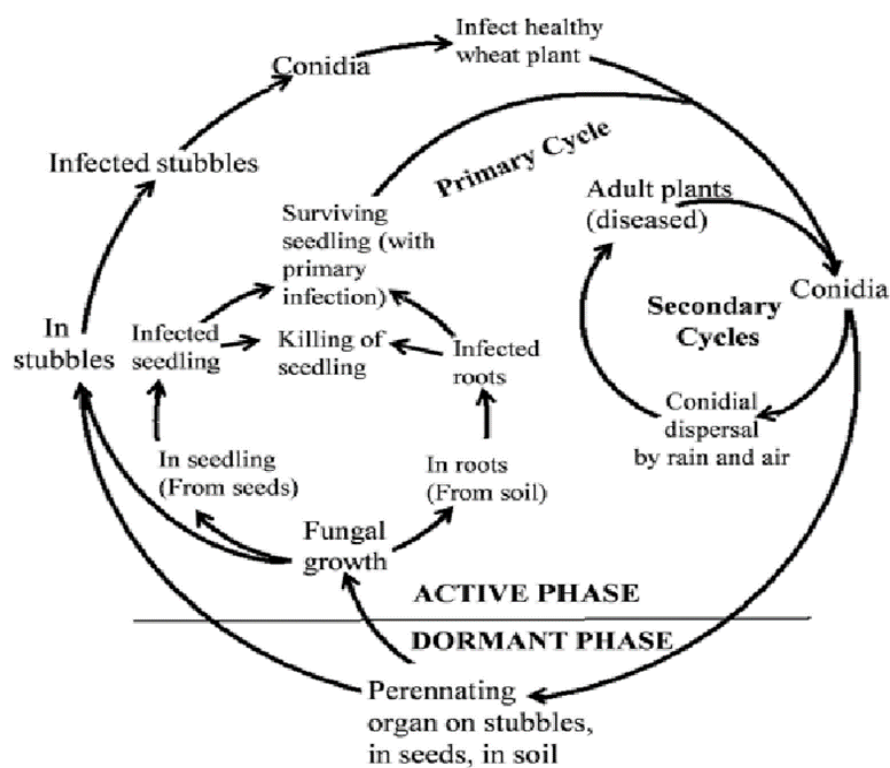 Infect healthy
wheat plant
Conidia
Primary Cycle
Infected stubbles
Adult plants
(diseased)
Surviving
seedling (with
primary
infection)
Conidia
Secondary
Cycles
In
stubbles
Infected
seedling
Killing of
seedling
Infected
roots
Conidial
dispersal
by rain and air
In seedling
(From seeds)
In roots
(From soil)
Fungal
growth
ACTIVE PHASE
DORMANT PHASE
Perennating
organ on stubbles,
in seeds, in soil